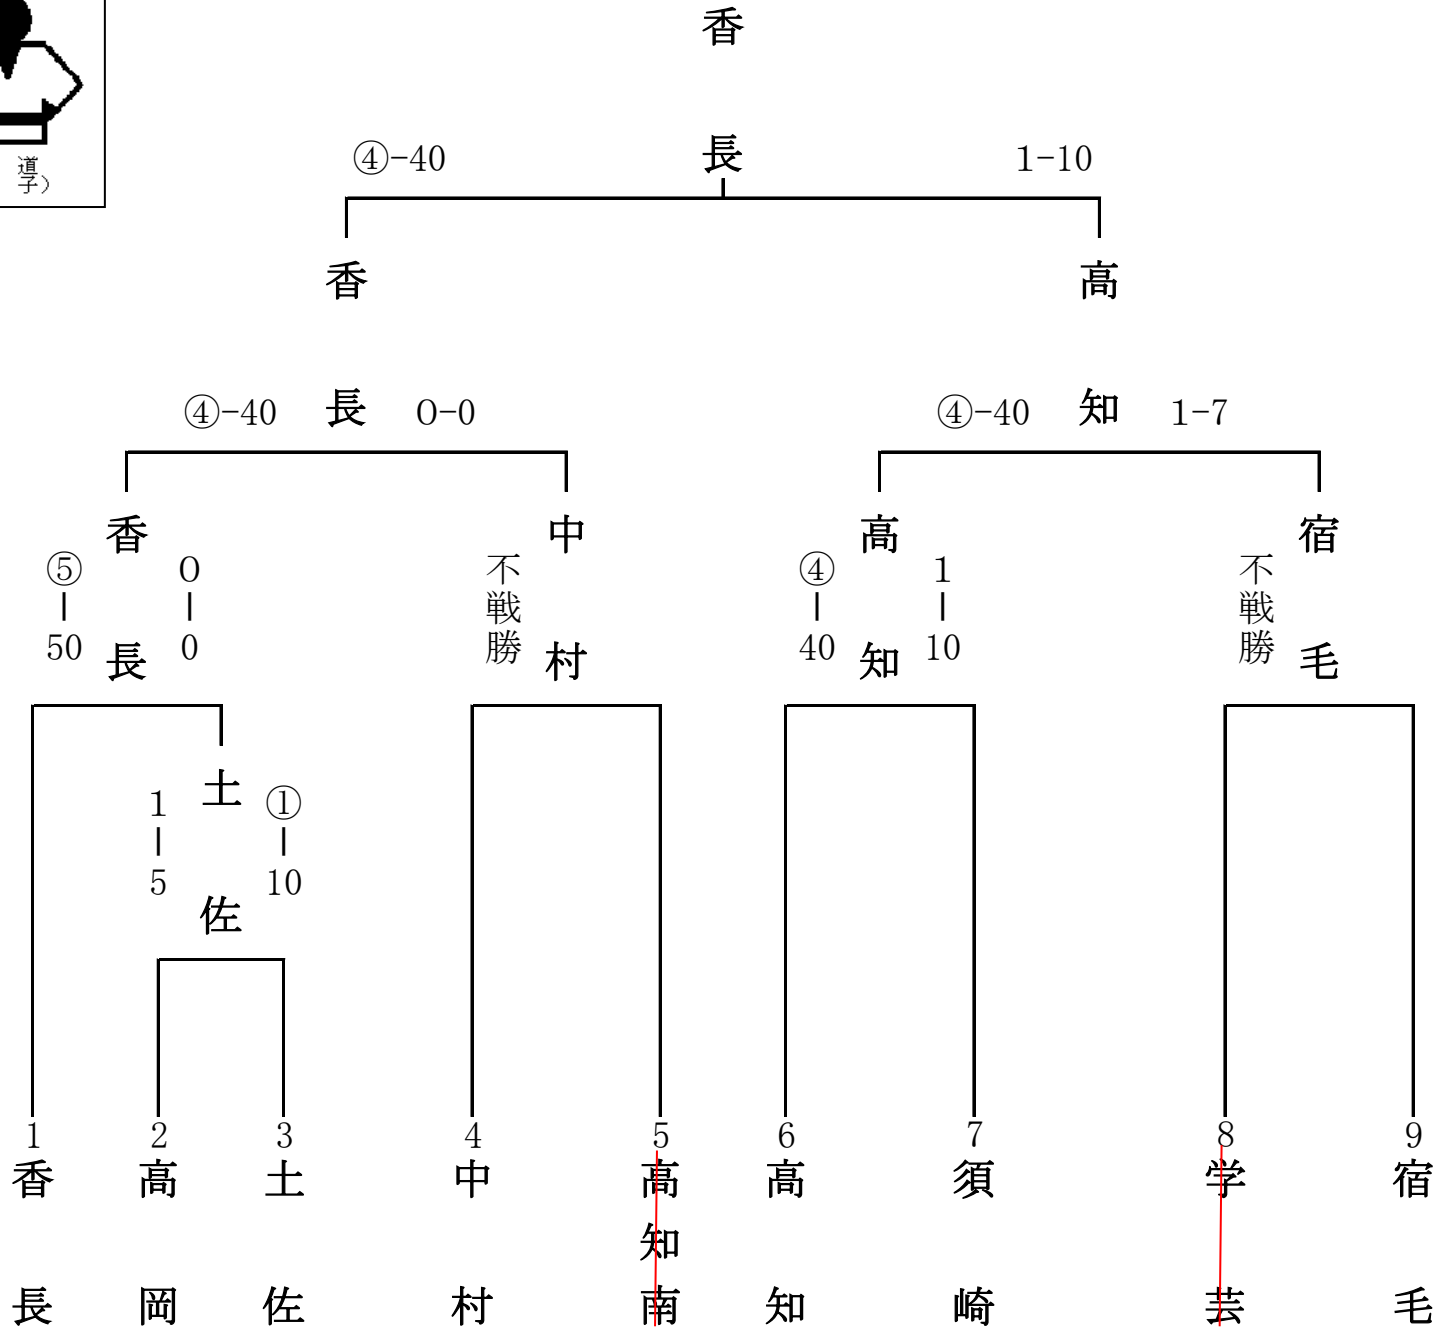 道
子）
香長
④-40
1-10
香長
高知
④-40
0-0
④-40
1-7
香長
⑤-50
0-0
中村
不戦勝
高知
④-40
1-10
宿毛
不戦勝
土佐
1-5
①-10
1
2
3
4
5
6
7
8
9
香長
高岡
土佐
中村
高知南
高知
須崎
学芸
宿毛